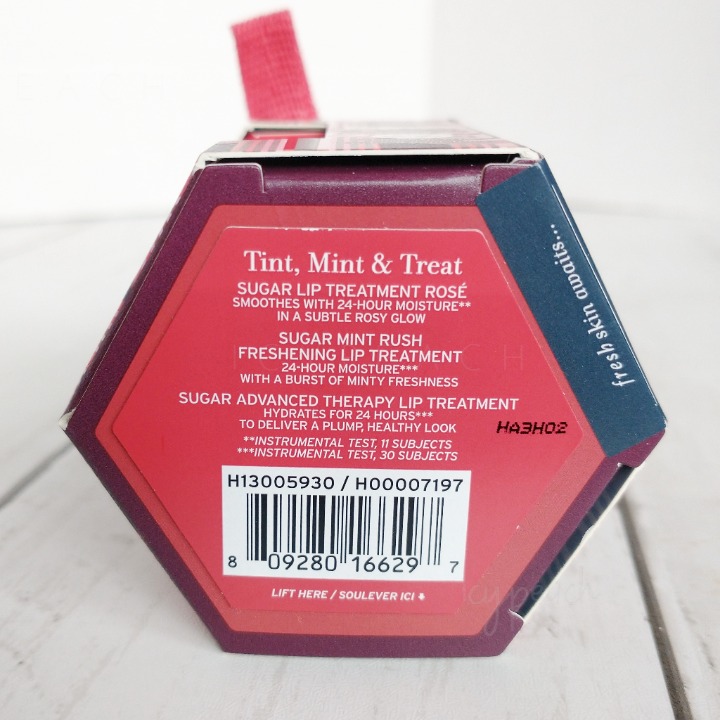 Tint, Mint & Treat
SUGAR LIP TREATMENT ROSÉ
SMOOTHES WITH 24-HOUR MOISTURE**
IN A SUBTLE ROSY GLOW
SUGAR MINT RUSH
FRESHENING LIP TREATMENT
24-HOUR MOISTURE***
WITH A BURST OF MINTY FRESHNESS
SUGAR ADVANCED THERAPY LIP TREATMENT
HYDRATES FOR 24 HOURS***
TO DELIVER A PLUMP, HEALTHY LOOK
**INSTRUMENTAL TEST, 11 SUBJECTS
***INSTRUMENTAL TEST, 30 SUBJECTS
HA3H02
fresh skin awaits...
H13005930 / H00007197
8 09280 16629 7
LIFT HERE / SOULEVER ICI